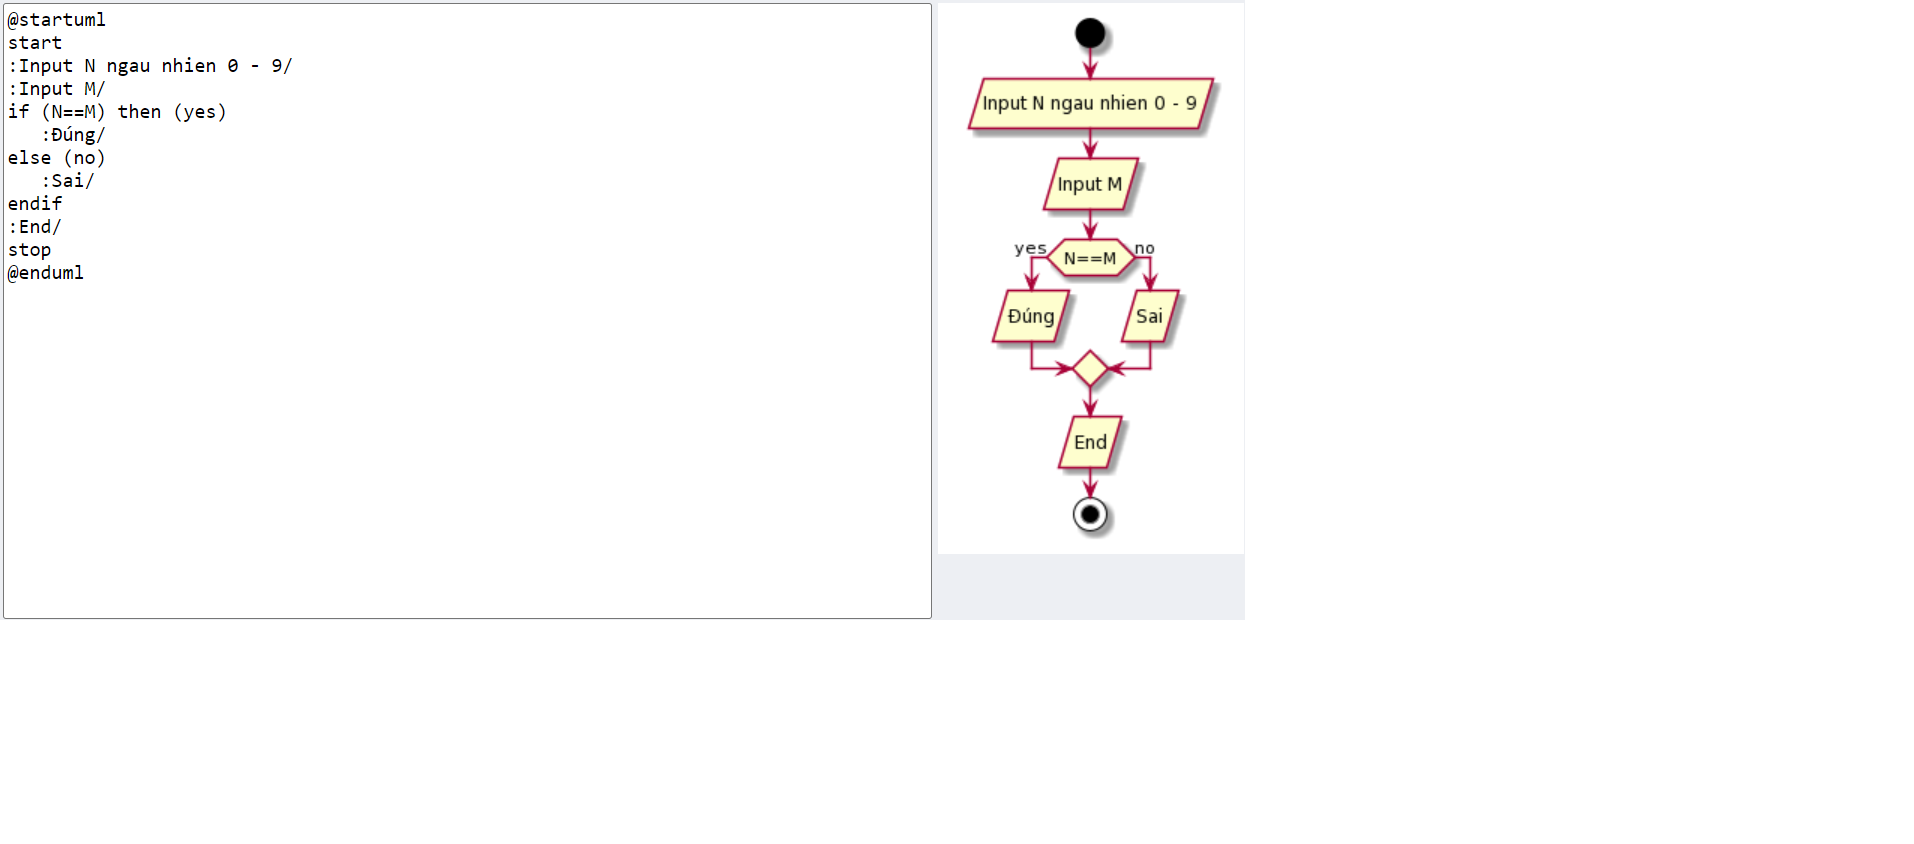 @startuml
start
:Input N ngau nhien 0 - 9/
:Input M/
if (N==M) then (yes)
:Đúng/
else (no)
:Sai/
endif
:End/
stop
@enduml
Input N ngau nhien 0 - 9
Input M
yes
N==M
no
Đúng
Sai
End